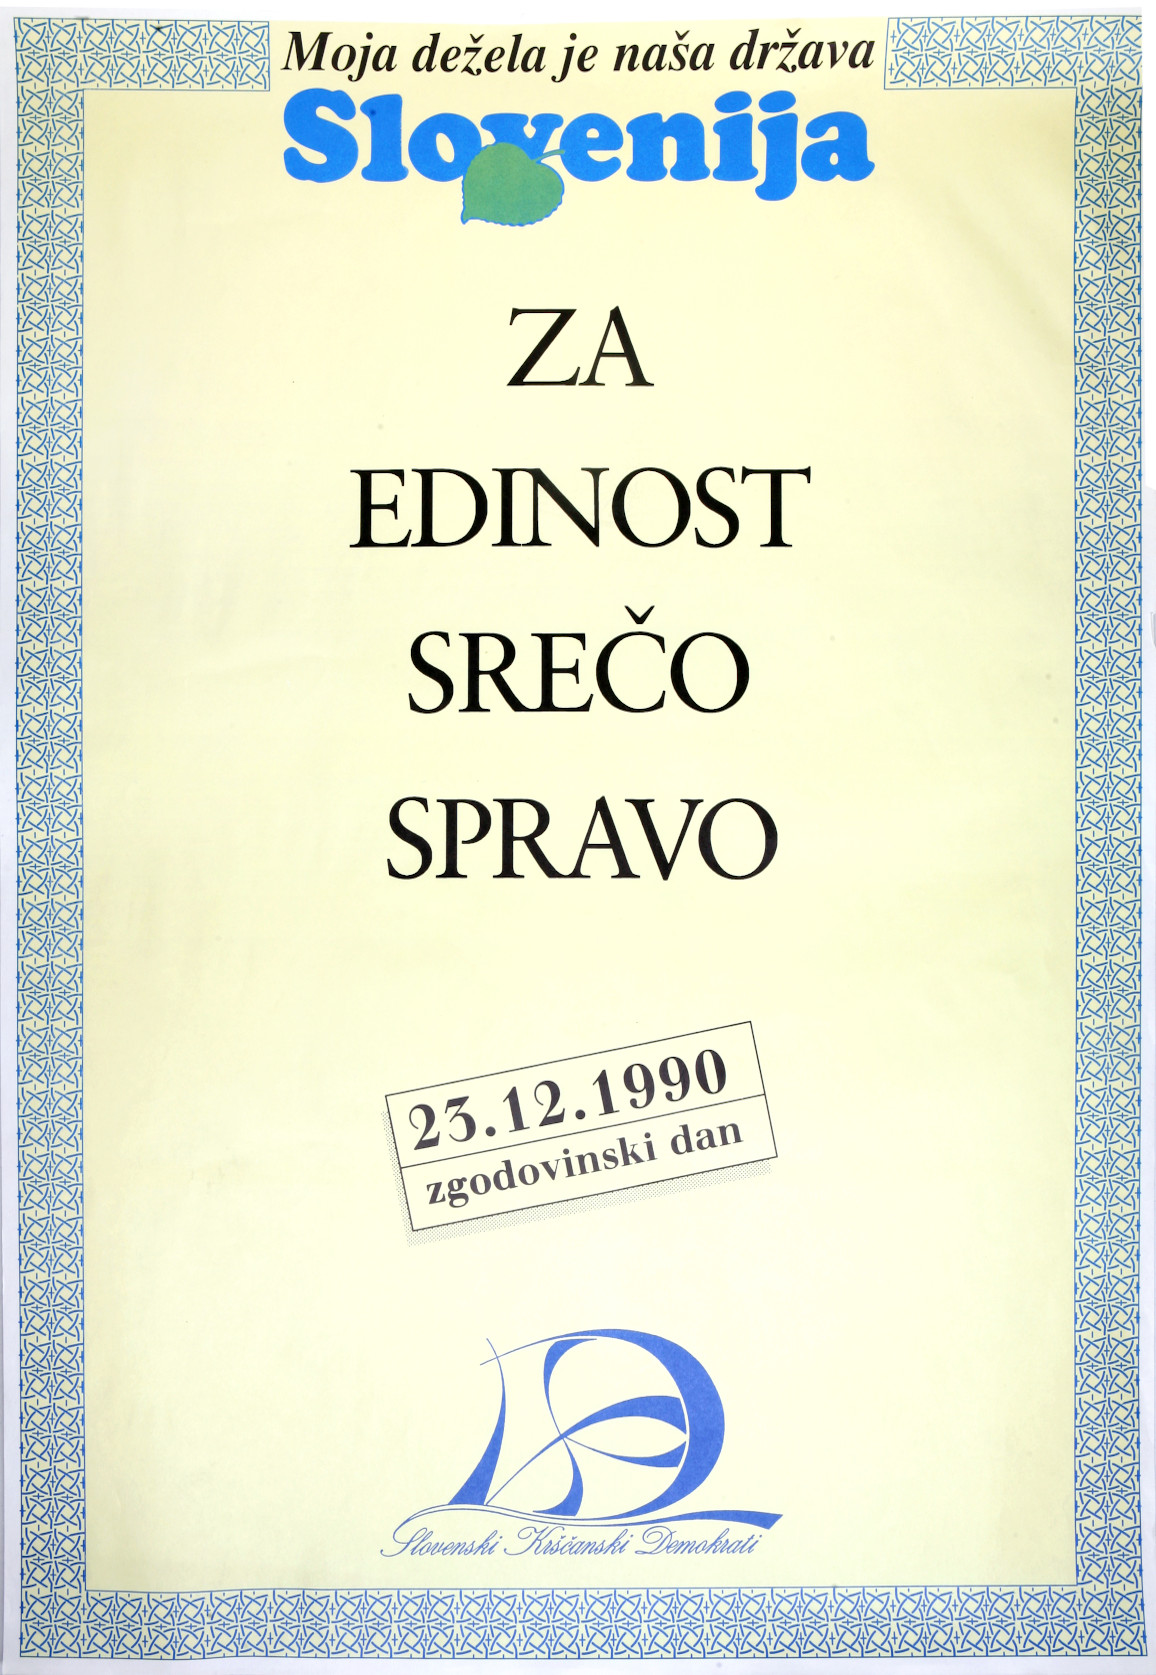 Moja dežela je naša država
Slovenija
ZA
EDINOST
SREČO
SPRAVO
23.12.1990
zgodovinski dan
Slovenski Krščanski Demokrati